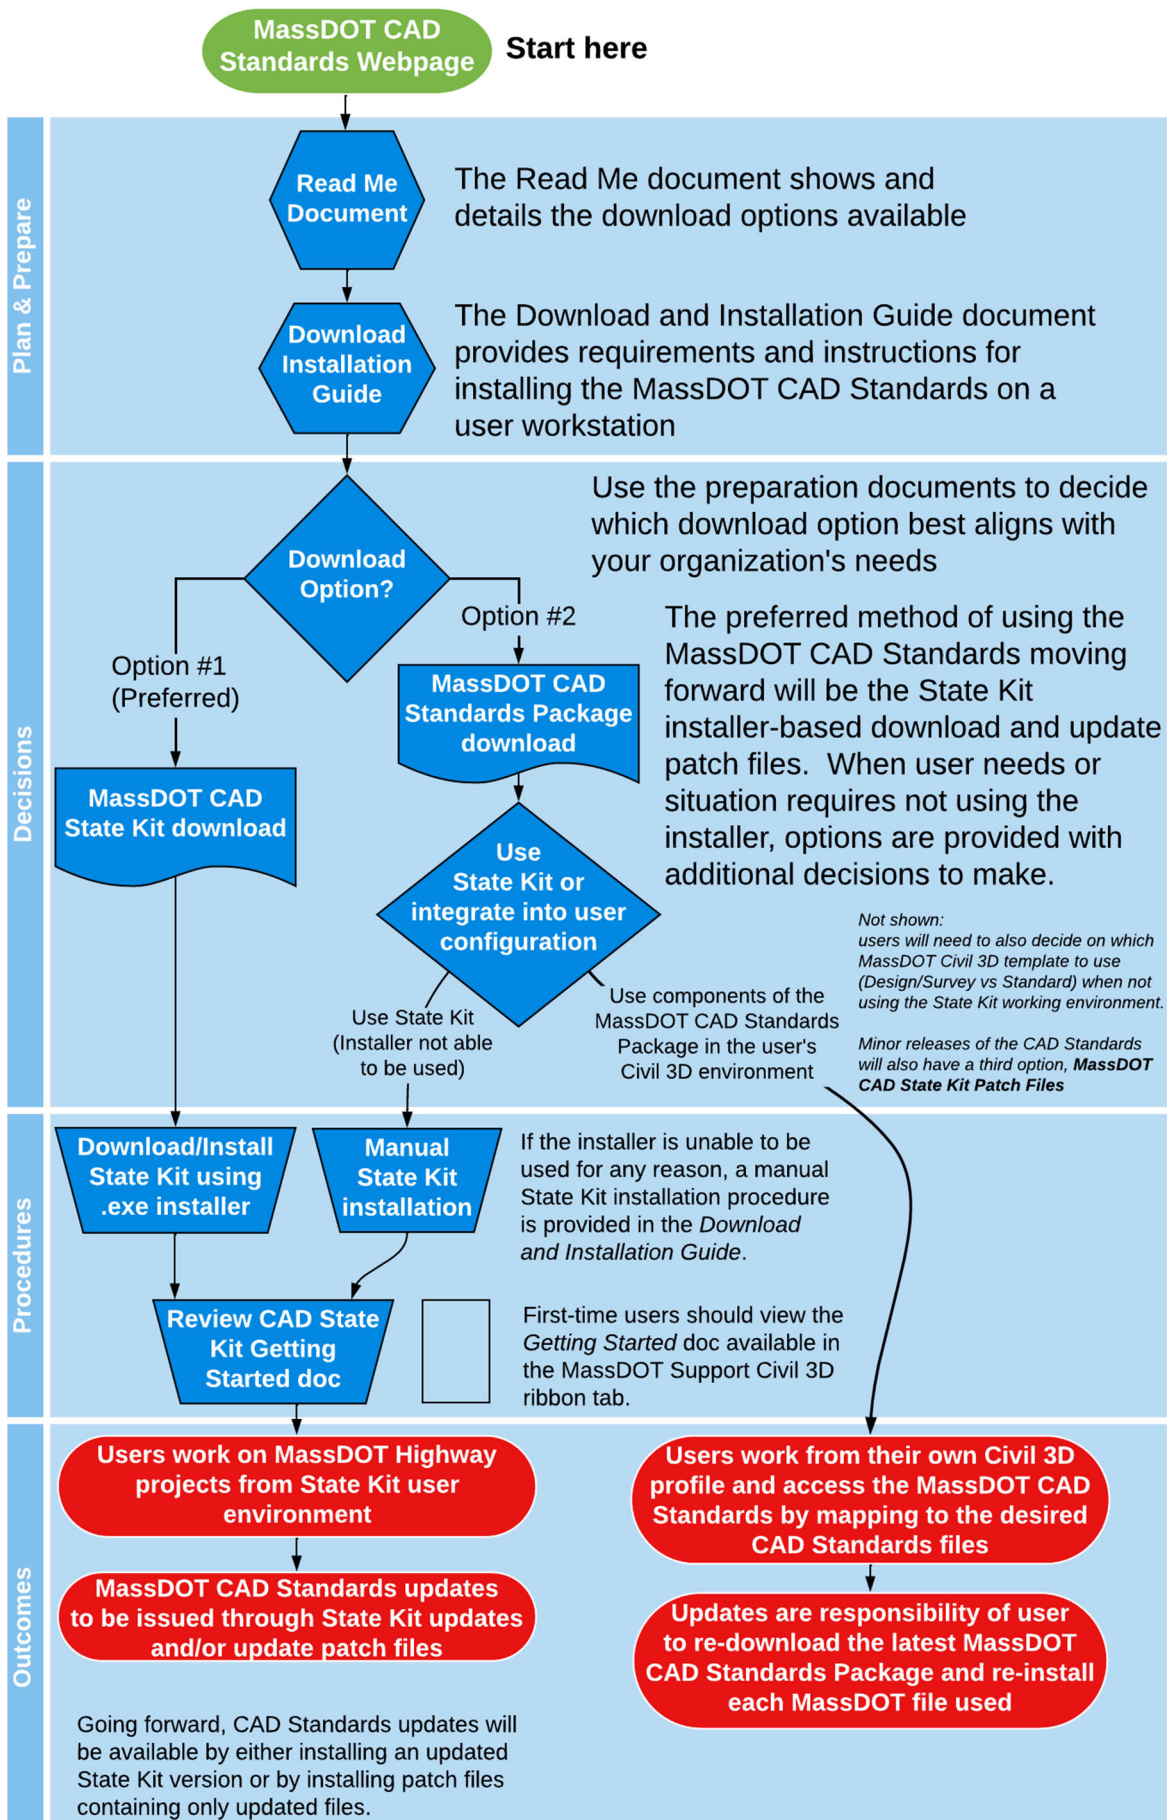 MassDOT CAD
Standards Webpage
Start here
Plan & Prepare
Read Me
Document
The Read Me document shows and
details the download options available
Download
Installation
Guide
The Download and Installation Guide document
provides requirements and instructions for
installing the MassDOT CAD Standards on a
user workstation
Decisions
Download
Option?
Use the preparation documents to decide
which download option best aligns with
your organization's needs
Option #1
(Preferred)
Option #2
MassDOT CAD
State Kit download
MassDOT CAD
Standards Package
download
The preferred method of using the
MassDOT CAD Standards moving
forward will be the State Kit
installer-based download and update
patch files.  When user needs or
situation requires not using the
installer, options are provided with
additional decisions to make.
Use
State Kit or
integrate into user
configuration
Not shown:
users will need to also decide on which
MassDOT Civil 3D template to use
(Design/Survey vs Standard) when not
using the State Kit working environment.
Minor releases of the CAD Standards
will also have a third option, MassDOT
CAD State Kit Patch Files
Use State Kit
(Installer not able
to be used)
Use components of the
MassDOT CAD Standards
Package in the user's
Civil 3D environment
Procedures
Download/Install
State Kit using
.exe installer
Manual
State Kit
installation
If the installer is unable to be
used for any reason, a manual
State Kit installation procedure
is provided in the Download
and Installation Guide.
Review CAD State
Kit Getting
Started doc
First-time users should view the
Getting Started doc available in
the MassDOT Support Civil 3D
ribbon tab.
Outcomes
Users work on MassDOT Highway
projects from State Kit user
environment
Users work from their own Civil 3D
profile and access the MassDOT CAD
Standards by mapping to the desired
CAD Standards files
MassDOT CAD Standards updates
to be issued through State Kit updates
and/or update patch files
Updates are responsibility of user
to re-download the latest MassDOT
CAD Standards Package and re-install
each MassDOT file used
Going forward, CAD Standards updates will
be available by either installing an updated
State Kit version or by installing patch files
containing only updated files.